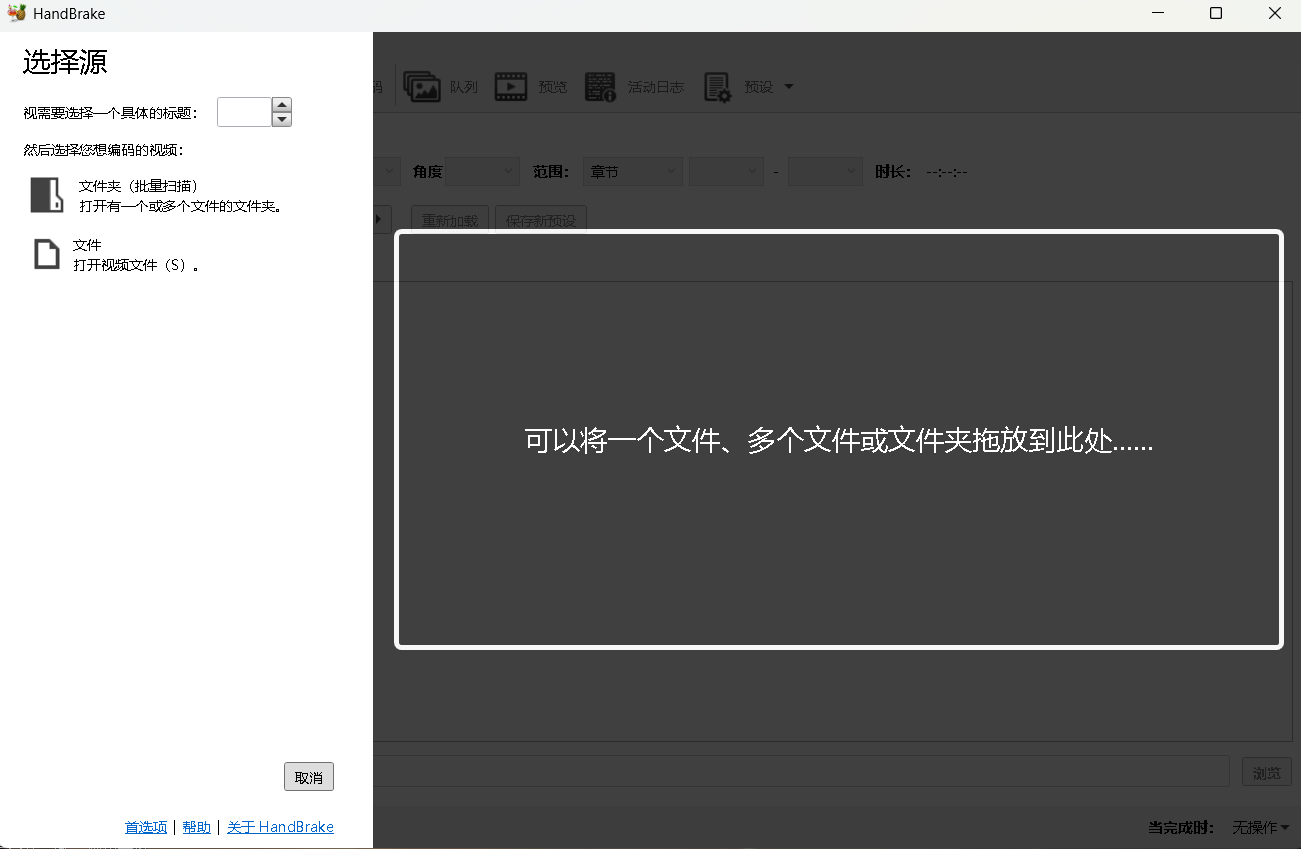 HandBrake
选择源
码
队列
预览
活动日志
预设
视需要选择一个具体的标题：
然后选择您想编码的视频：
角度
范围：
章节
-
时长：
--:--:--
文件夹（批量扫描）
打开有一个或多个文件的文件夹。
重新加载
保存新预设
文件
打开视频文件（S）。
可以将一个文件、多个文件或文件夹拖放到此处......
取消
浏览
首选项 | 帮助 | 关于 HandBrake
当完成时：
无操作